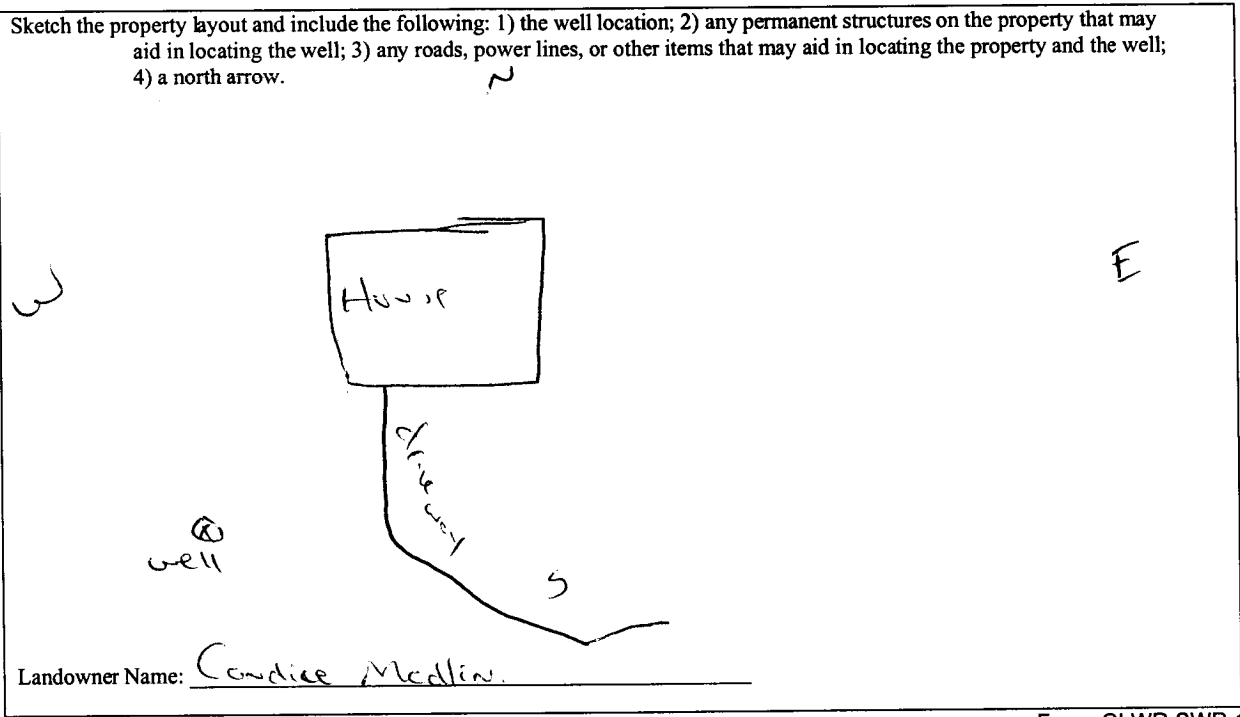 Sketch the property layout and include the following: 1) the well location; 2) any permanent structures on the property that may
aid in locating the well; 3) any roads, power lines, or other items that may aid in locating the property and the well;
4) a north arrow.
N
W
E
House
driveway
well
S
Landowner Name: Candice Medlin.